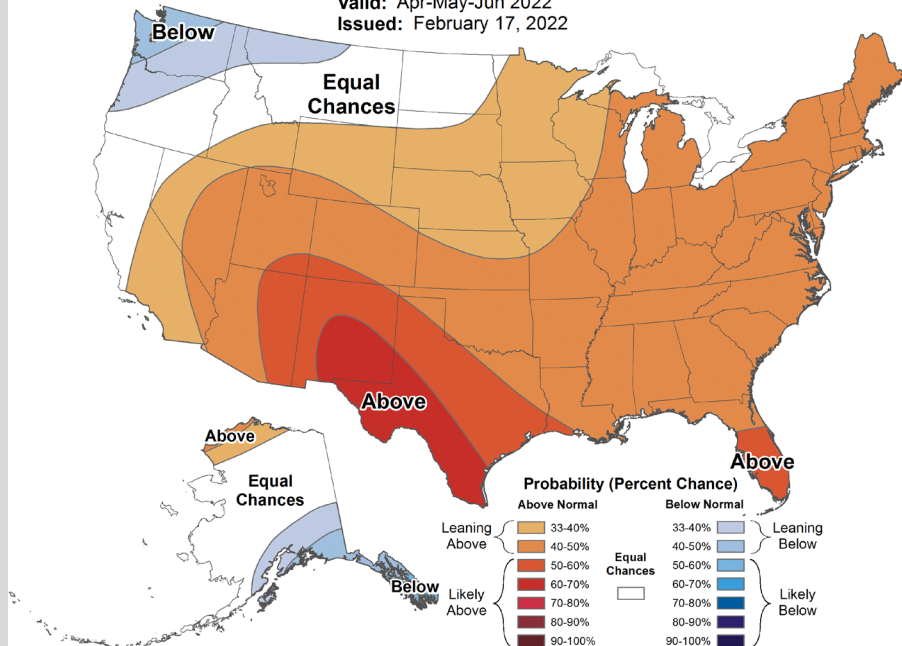 Valid: Apr-May-Jun 2022
Issued: February 17, 2022
Below
Equal
Chances
Above
Above
Above
Equal
Chances
Below
Probability (Percent Chance)
Above Normal
Below Normal
Leaning
Above
33-40%
40-50%
Likely
Above
50-60%
60-70%
70-80%
80-90%
90-100%
Equal
Chances
33-40%
40-50%
Leaning
Below
50-60%
60-70%
70-80%
80-90%
90-100%
Likely
Below